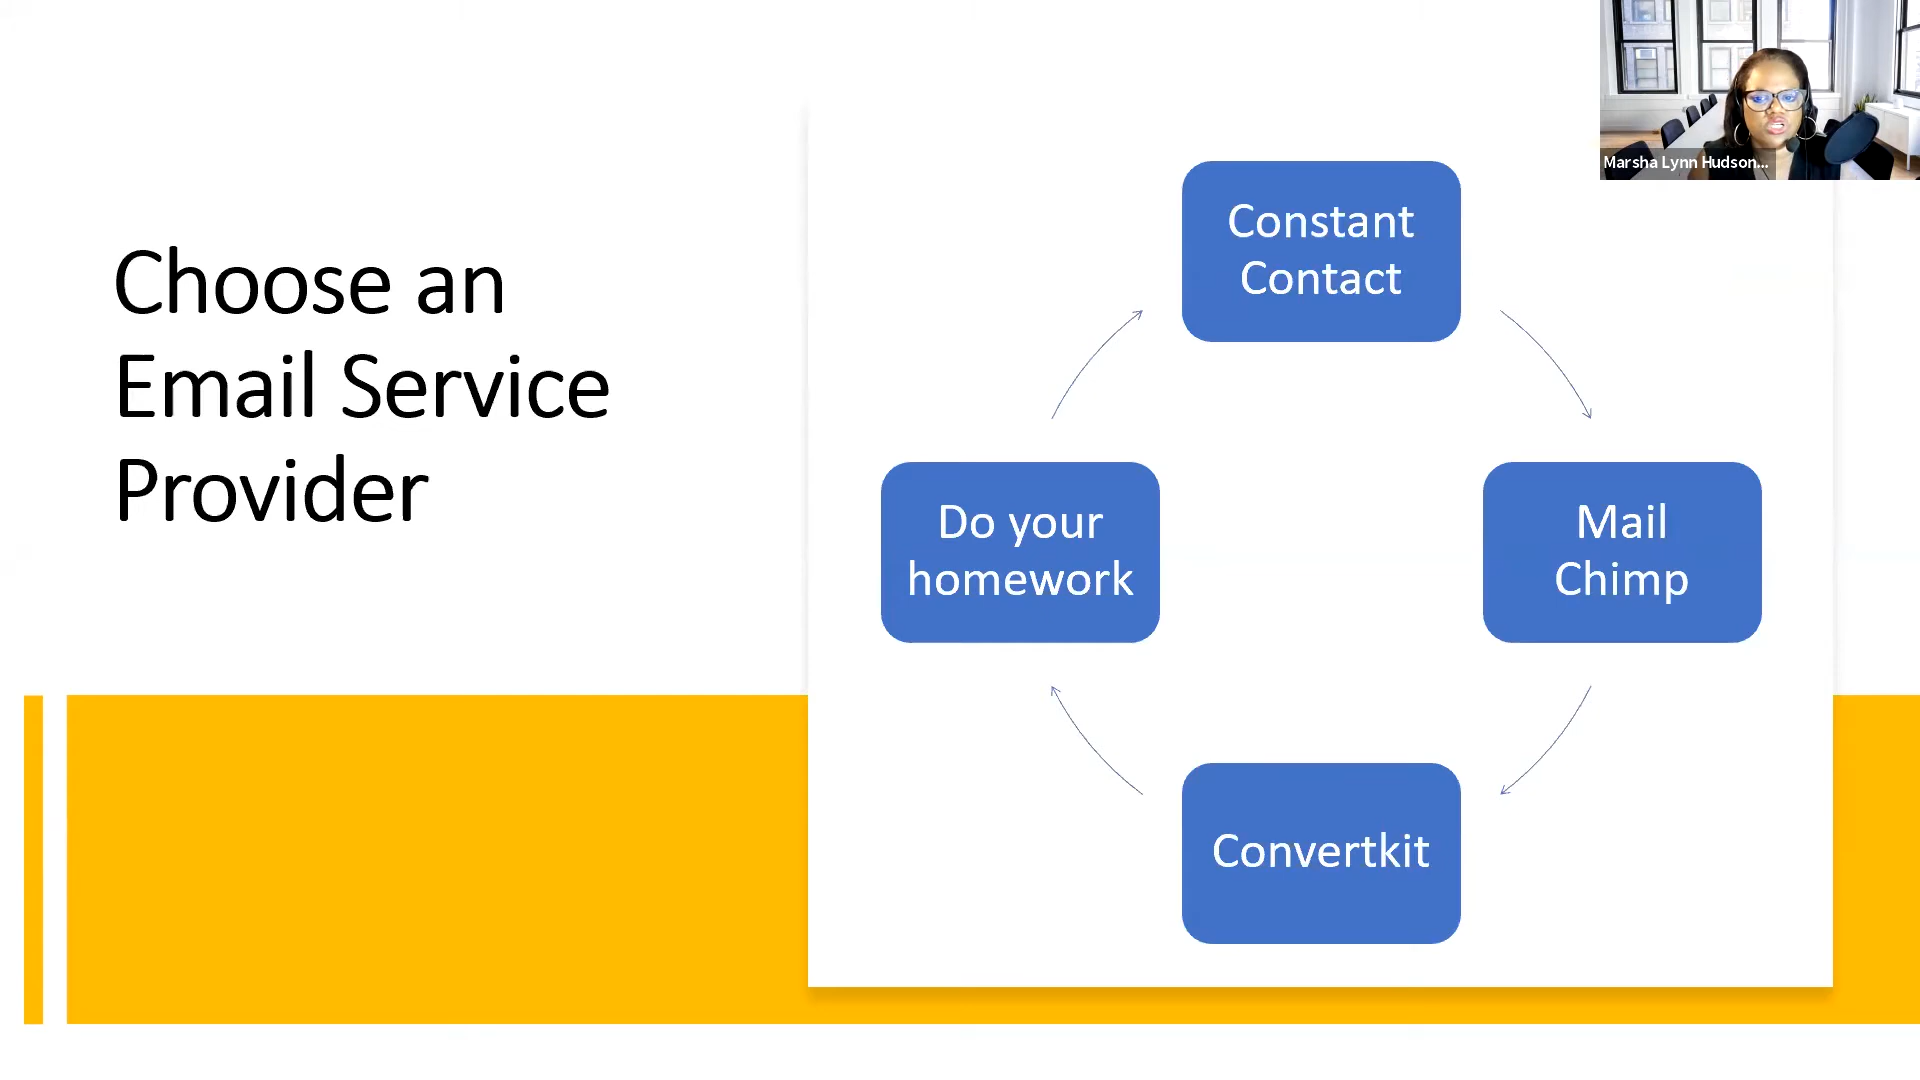 Choose an
Email Service
Provider
Constant
Contact
Mail
Chimp
Convertkit
Do your
homework
Marsha Lynn Hudson...